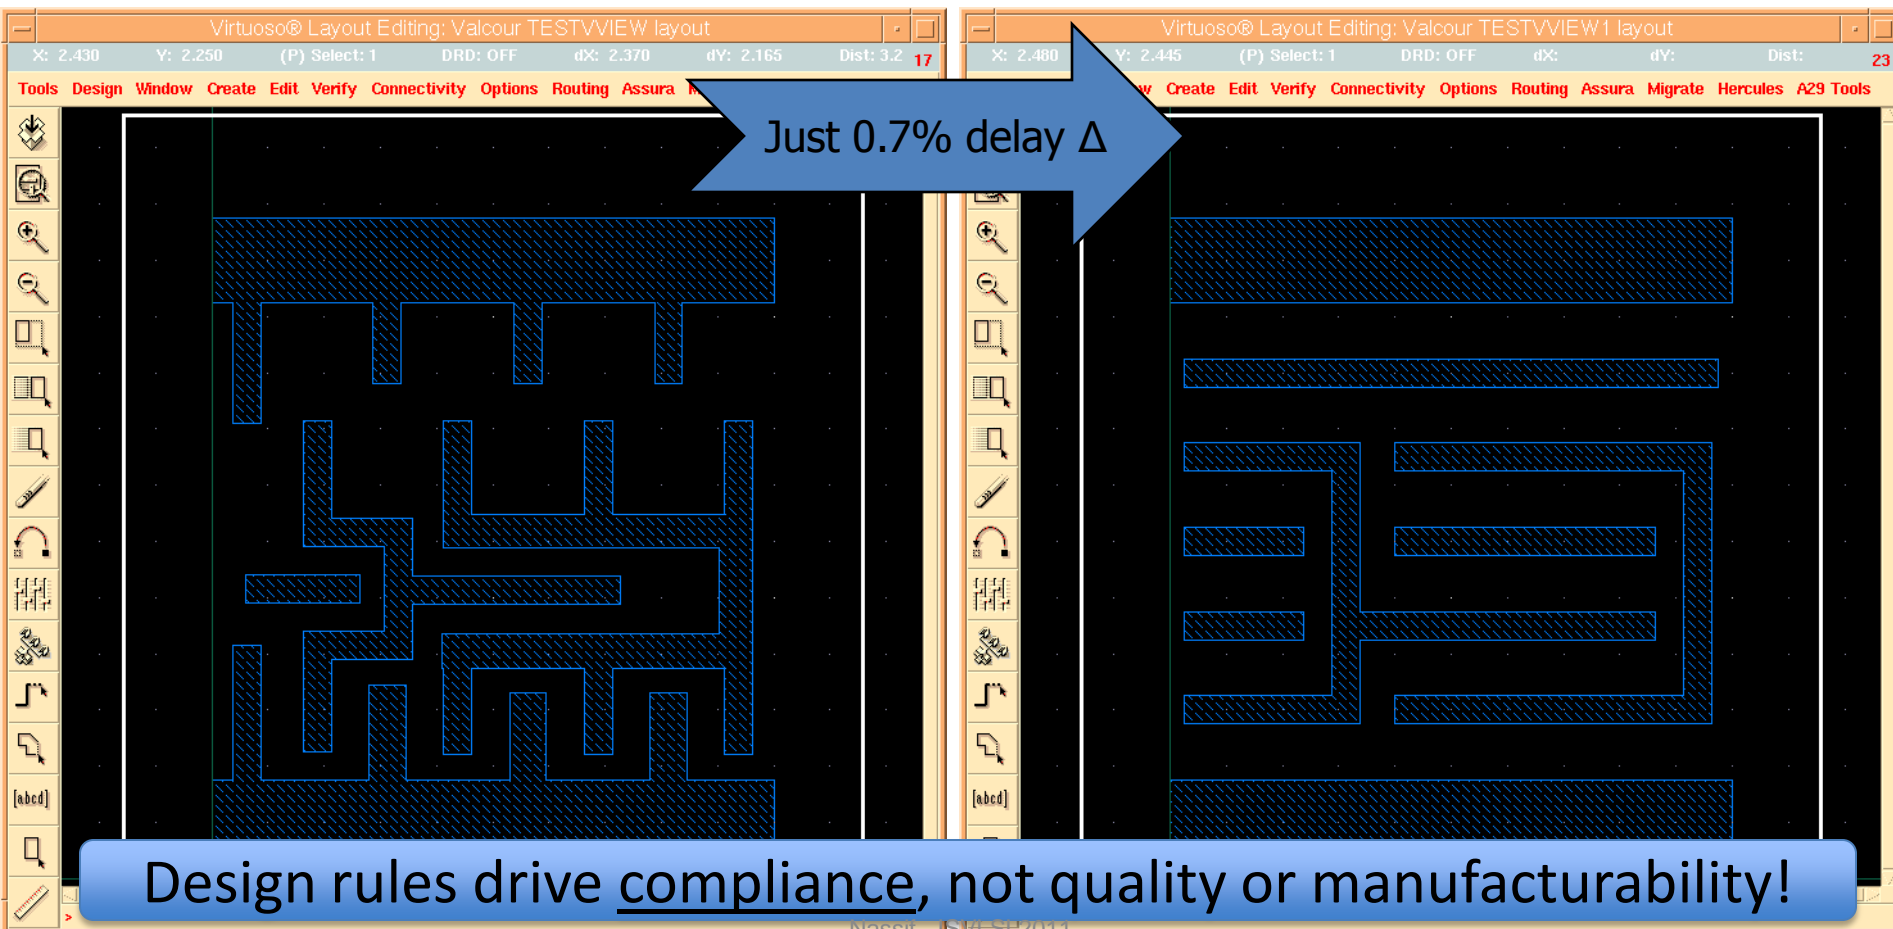 Virtuoso® Layout Editing: Valcour TESTVVIEW layout
X: 2.430 Y: 2.250 (P) Select: 1 DRD: OFF dX: 2.370 dY: 2.165 Dist: 3.2 17
Tools Design Window Create Edit Verify Connectivity Options Routing Assura
Virtuoso® Layout Editing: Valcour TESTVVIEW1 layout
X: 2.480 Y: 2.445 (P) Select: 1 DRD: OFF dX: dY: Dist: 23
Create Edit Verify Connectivity Options Routing Assura Migrate Hercules A29 Tools
Just 0.7% delay Δ
[abcd]
[abcd]
Design rules drive compliance, not quality or manufacturability!
>